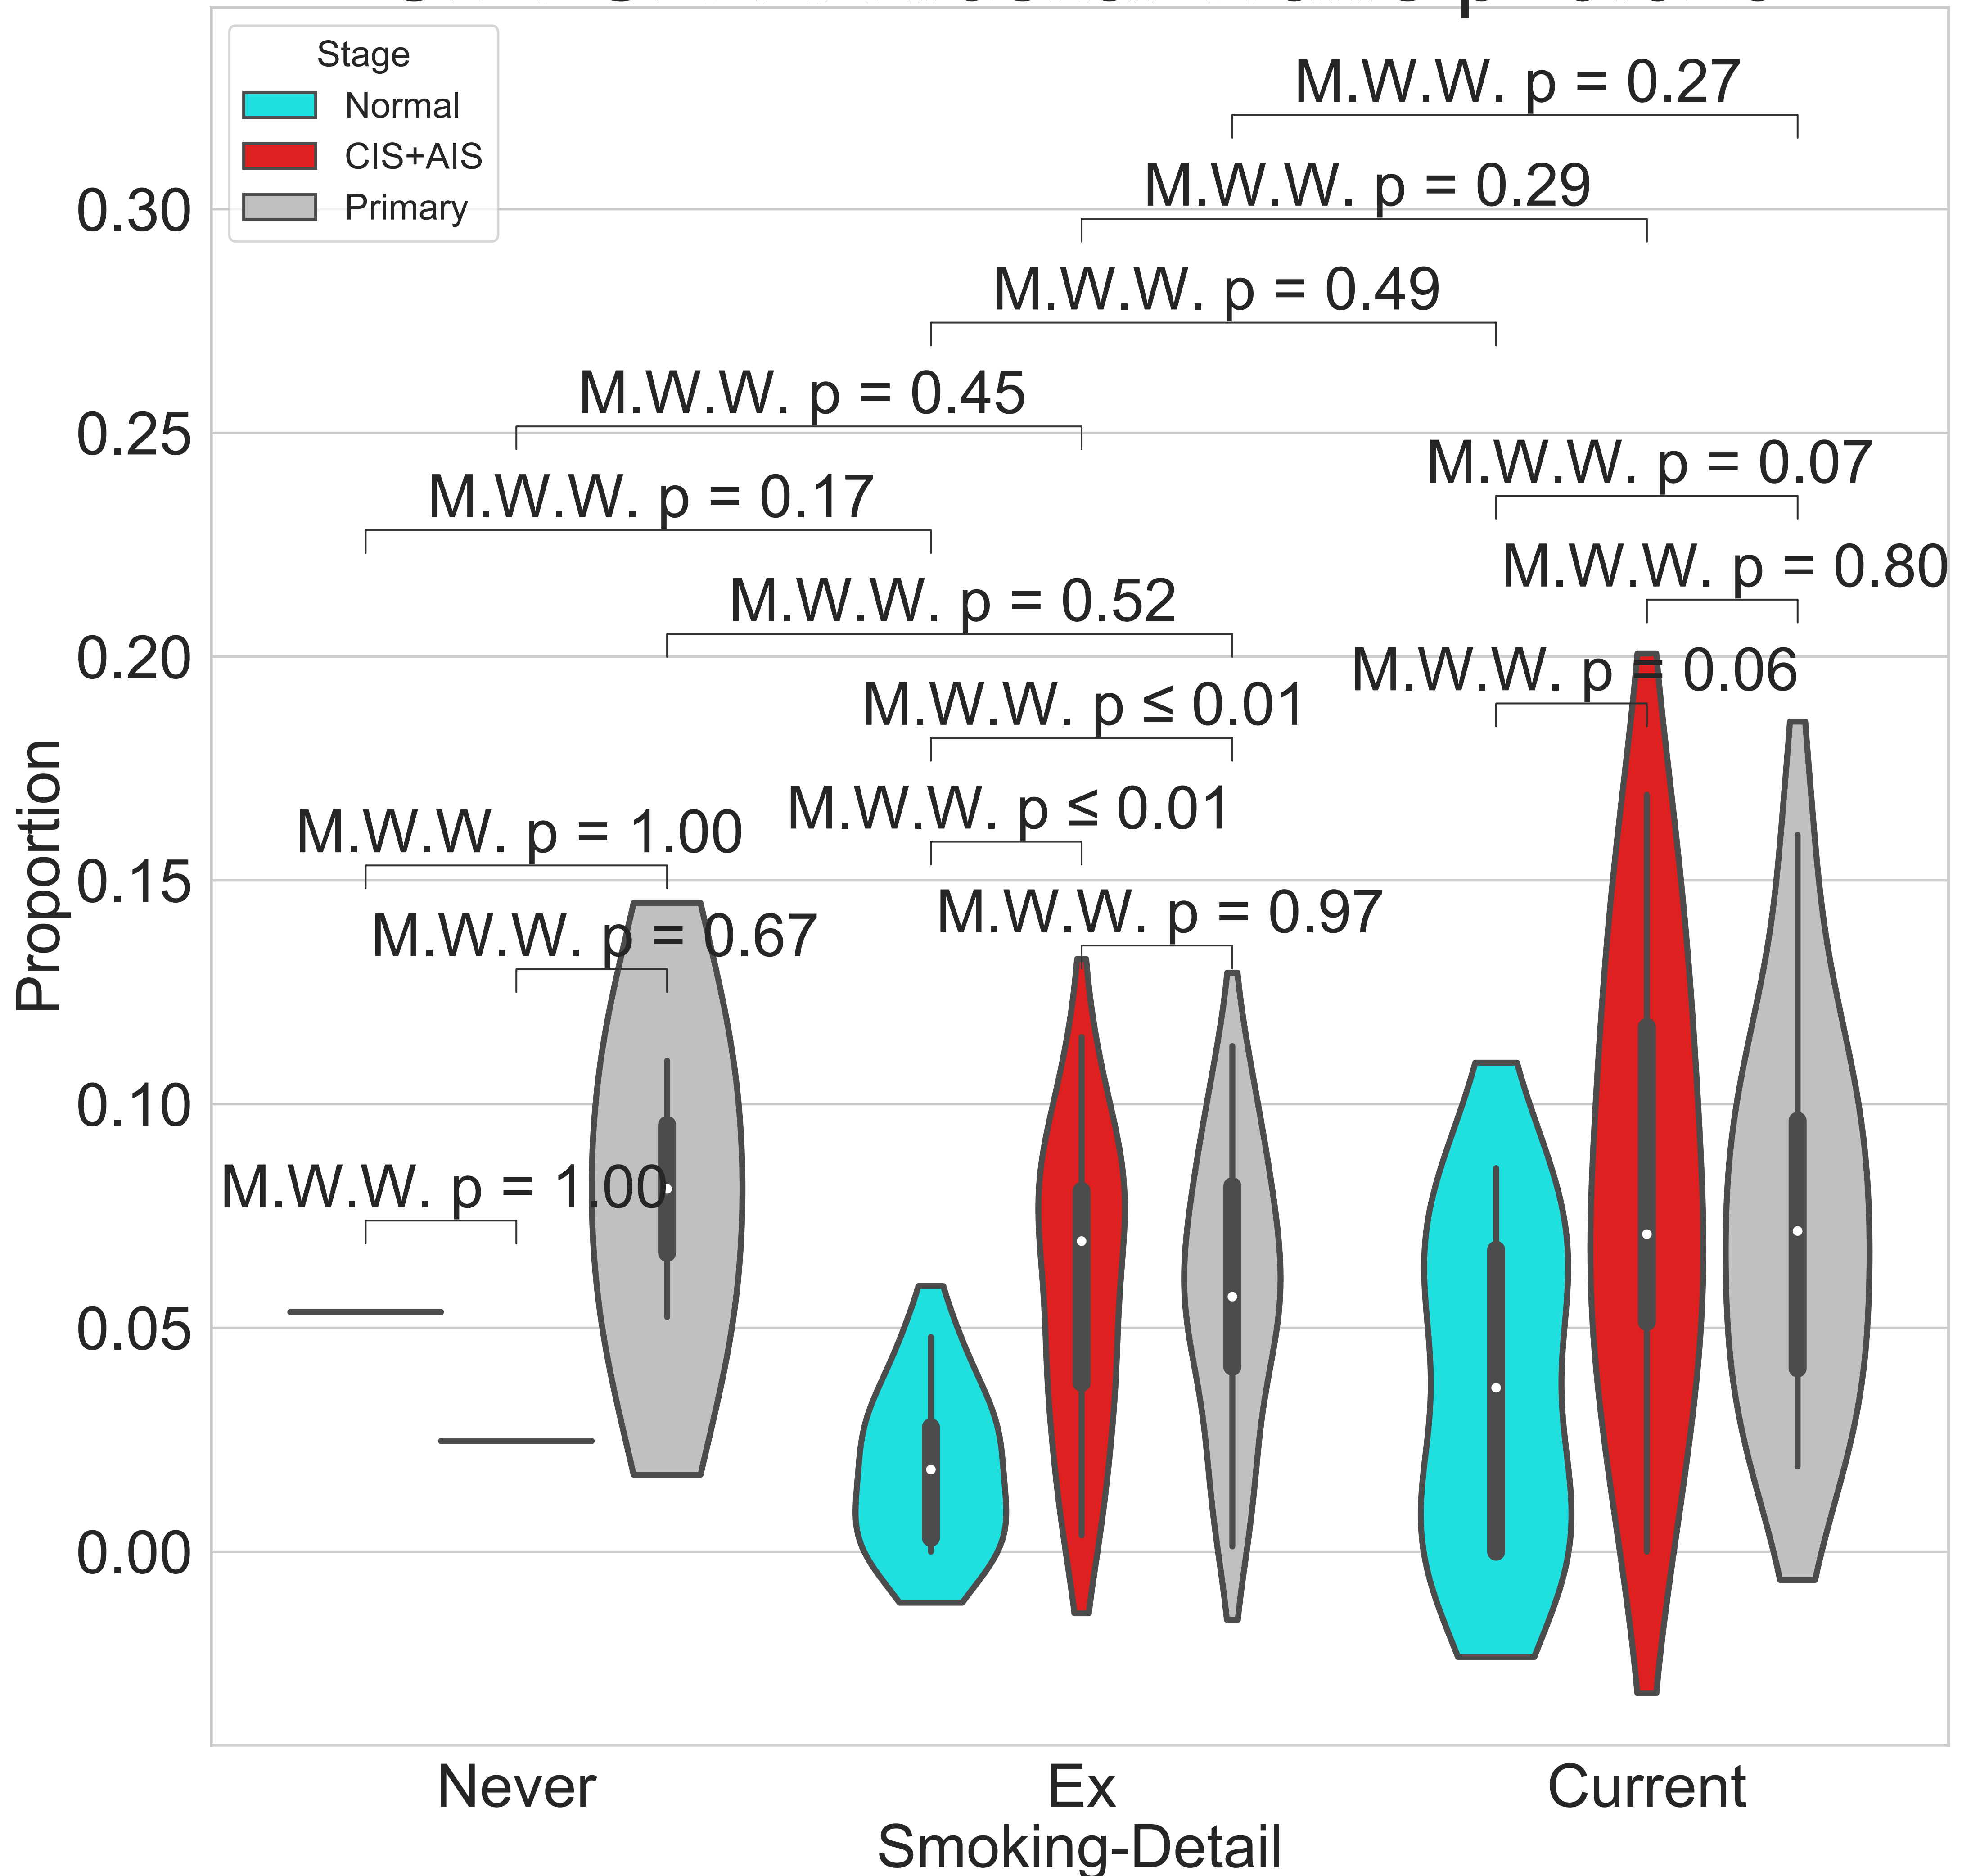 Stage
Normal
CIS+AIS
Primary
M.W.W. p = 0.27
M.W.W. p = 0.29
M.W.W. p = 0.49
M.W.W. p = 0.45
M.W.W. p = 0.07
M.W.W. p = 0.17
M.W.W. p = 0.80
M.W.W. p = 0.52
M.W.W. p = 0.06
M.W.W. p ≤ 0.01
M.W.W. p ≤ 0.01
M.W.W. p = 1.00
M.W.W. p = 0.97
M.W.W. p = 0.67
M.W.W. p = 1.00
0.30
0.25
0.20
0.15
0.10
0.05
0.00
Proportion
Never
Ex
Current
Smoking-Detail